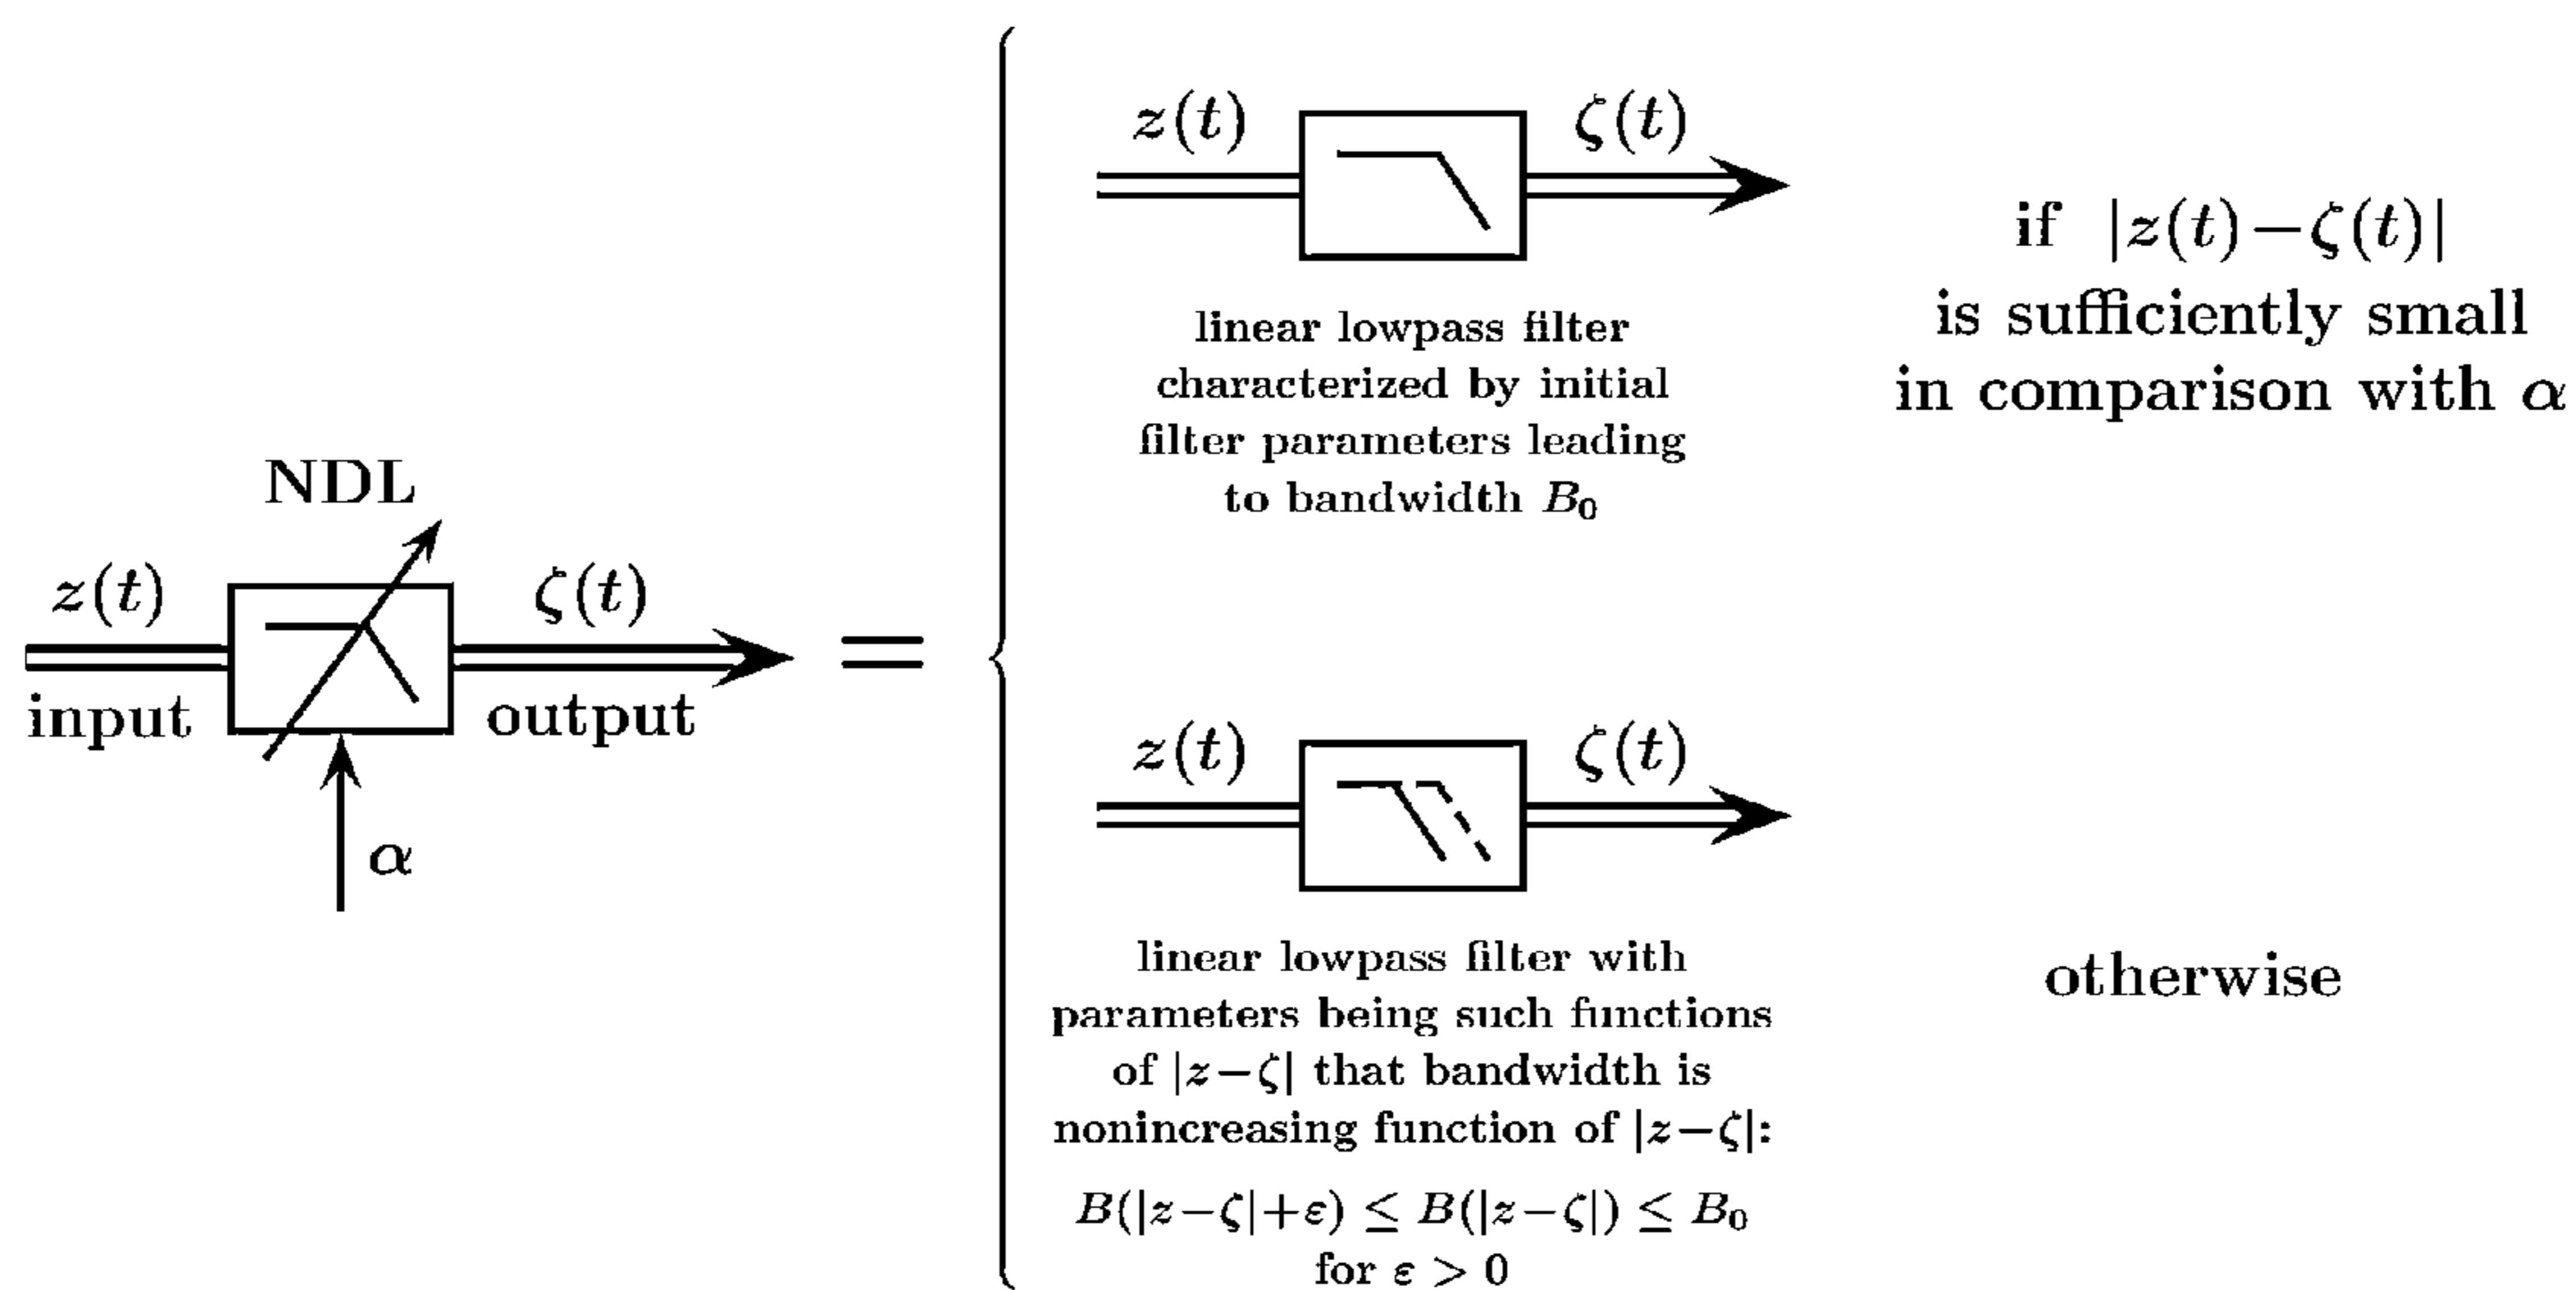 NDL
z(t)
ζ(t)
input
output
α
=
z(t)
ζ(t)
linear lowpass filter
characterized by initial
filter parameters leading
to bandwidth B₀
if |z(t)−ζ(t)|
is sufficiently small
in comparison with α
z(t)
ζ(t)
linear lowpass filter with
parameters being such functions
of |z−ζ| that bandwidth is
nonincreasing function of |z−ζ|:
B(|z−ζ|+ε) ≤ B(|z−ζ|) ≤ B₀
for ε > 0
otherwise